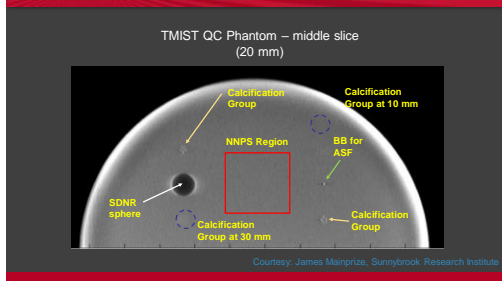 TMIST QC Phantom – middle slice
(20 mm)
Calcification
Group
Calcification
Group at 10 mm
NNPS Region
BB for
ASF
SDNR
sphere
Calcification
Group at 30 mm
Calcification
Group
Courtesy: James Mainprize, Sunnybrook Research Institute